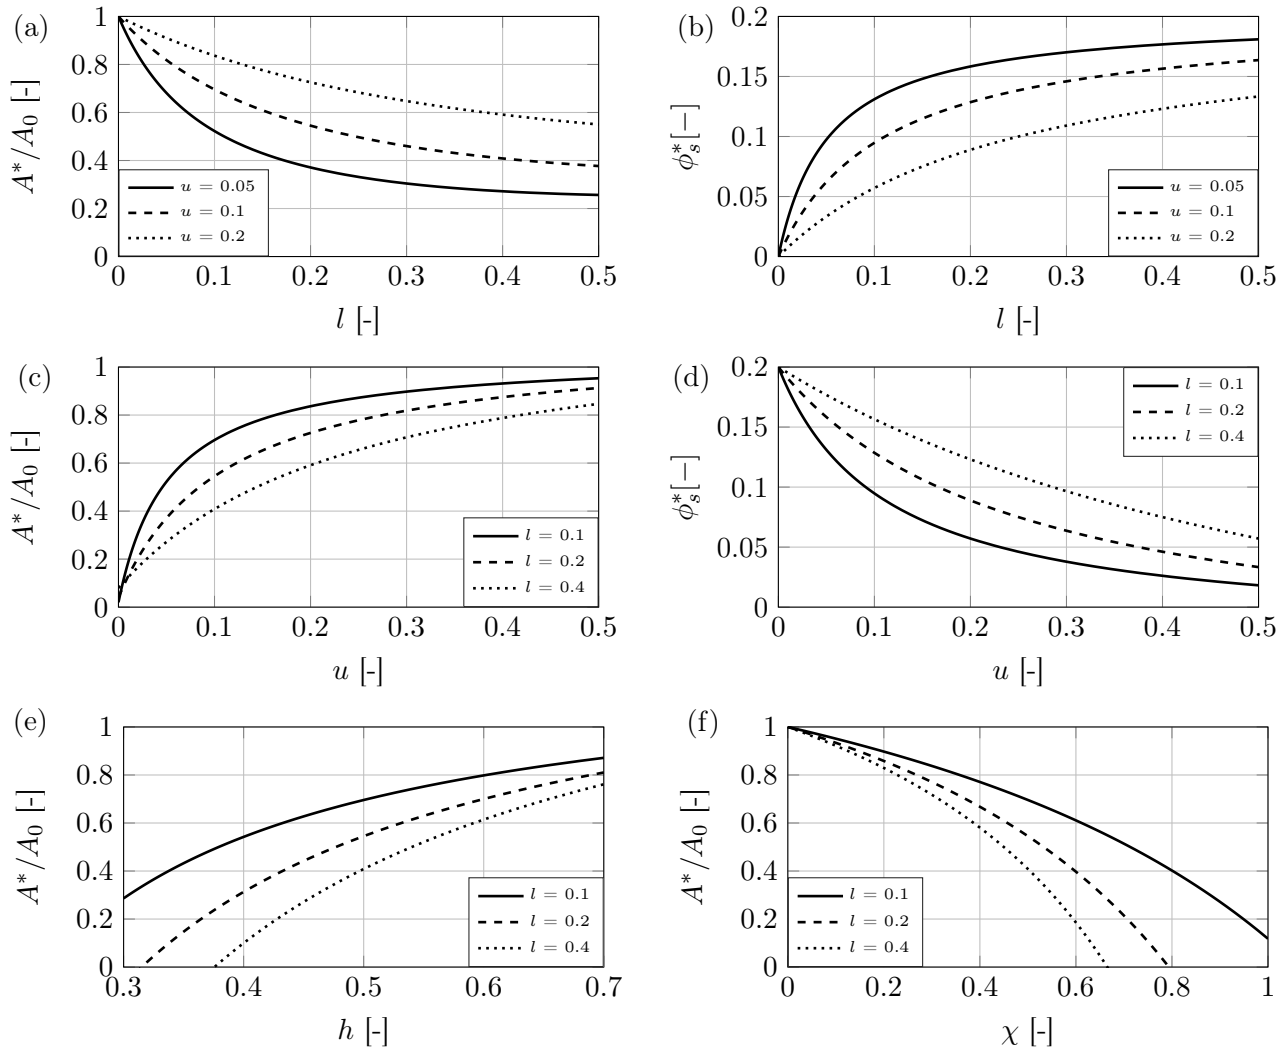 (a)
A*/A₀ [-]
1
0.8
0.6
0.4
0.2
0
u = 0.05
u = 0.1
u = 0.2
0 0.1 0.2 0.3 0.4 0.5
l [-]
(b)
ϕₛ*[−]
0.2
0.15
0.1
0.05
0
u = 0.05
u = 0.1
u = 0.2
0 0.1 0.2 0.3 0.4 0.5
l [-]
(c)
A*/A₀ [-]
1
0.8
0.6
0.4
0.2
0
l = 0.1
l = 0.2
l = 0.4
0 0.1 0.2 0.3 0.4 0.5
u [-]
(d)
ϕₛ*[−]
0.2
0.15
0.1
0.05
0
l = 0.1
l = 0.2
l = 0.4
0 0.1 0.2 0.3 0.4 0.5
u [-]
(e)
A*/A₀ [-]
1
0.8
0.6
0.4
0.2
0
l = 0.1
l = 0.2
l = 0.4
0.3 0.4 0.5 0.6 0.7
h [-]
(f)
A*/A₀ [-]
1
0.8
0.6
0.4
0.2
0
l = 0.1
l = 0.2
l = 0.4
0 0.2 0.4 0.6 0.8 1
χ [-]